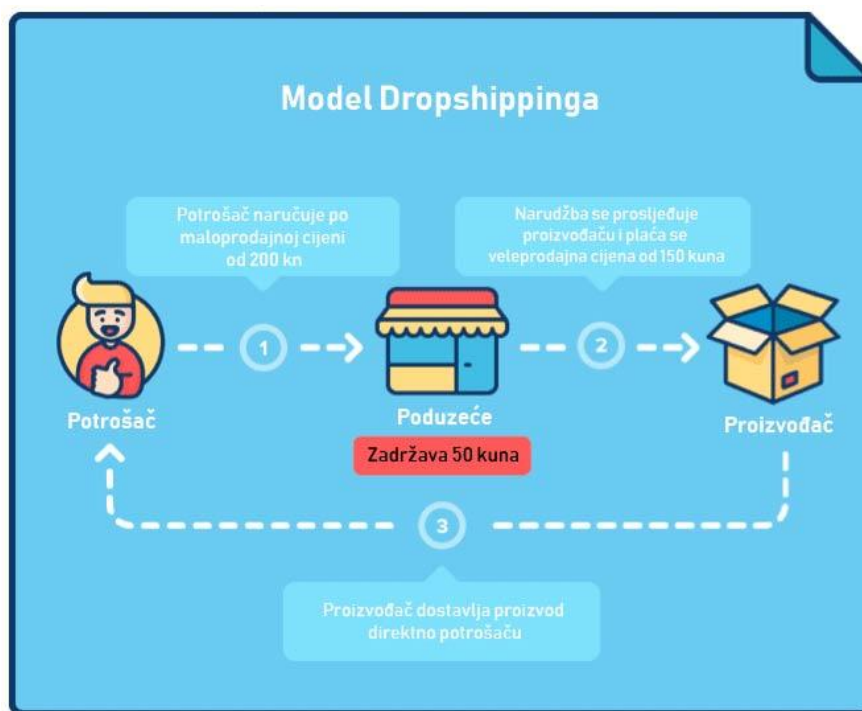 Model Dropshippinga
Potrošač naručuje po
maloprodajnoj cijeni
od 200 kn
Narudžba se prosljeđuje
proizvođaču i plaća se
veleprodajna cijena od 150 kuna
1
2
Potrošač
Poduzeće
Proizvođač
Zadržava 50 kuna
3
Proizvođač dostavlja proizvod
direktno potrošaču